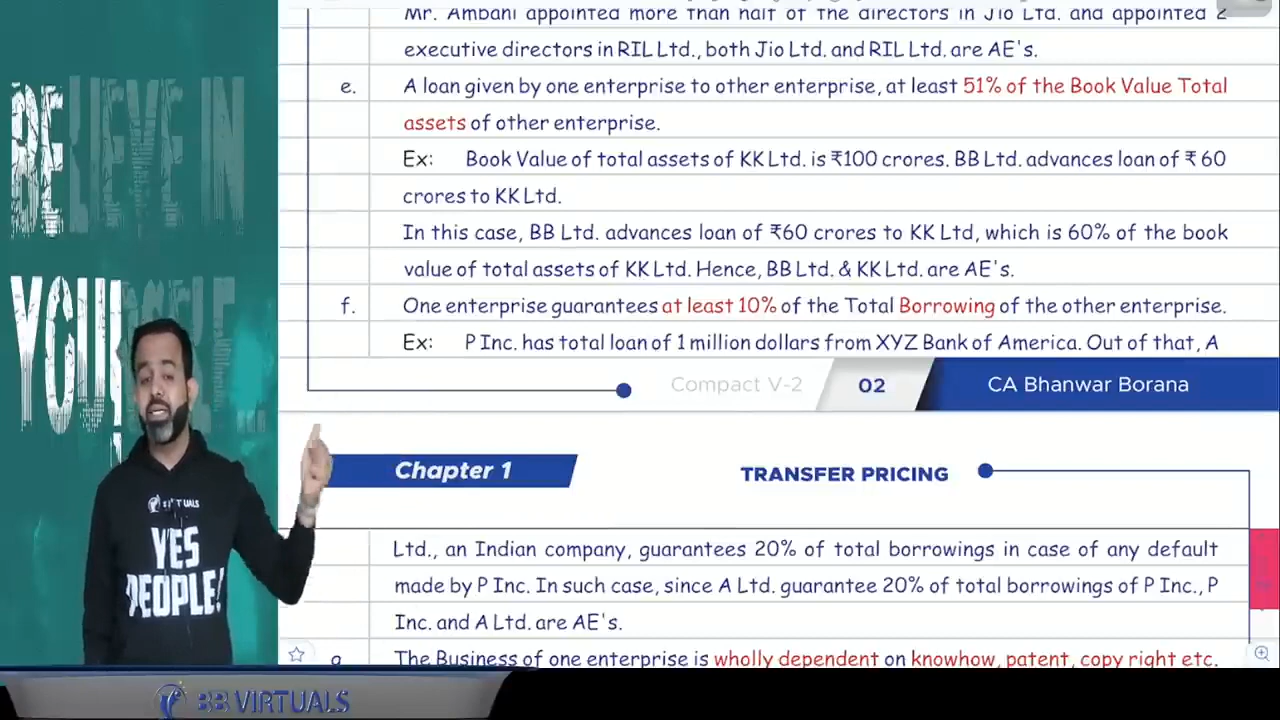 BELIEVE IN
Mr. Ambani appointed more than half of the directors in Jio Ltd. and appointed 2
executive directors in RIL Ltd., both Jio Ltd. and RIL Ltd. are AE's.
e. A loan given by one enterprise to other enterprise, at least 51% of the Book Value Total
assets of other enterprise.
Ex: Book Value of total assets of KK Ltd. is ₹100 crores. BB Ltd. advances loan of ₹ 60
crores to KK Ltd.
In this case, BB Ltd. advances loan of ₹60 crores to KK Ltd, which is 60% of the book
value of total assets of KK Ltd. Hence, BB Ltd. & KK Ltd. are AE's.
f. One enterprise guarantees at least 10% of the Total Borrowing of the other enterprise.
Ex: P Inc. has total loan of 1 million dollars from XYZ Bank of America. Out of that, A
Compact V-2 02 CA Bhanwar Borana
Chapter 1 TRANSFER PRICING
Ltd., an Indian company, guarantees 20% of total borrowings in case of any default
made by P Inc. In such case, since A Ltd. guarantee 20% of total borrowings of P Inc., P
Inc. and A Ltd. are AE's.
g. The Business of one enterprise is wholly dependent on knowhow, patent, copy right etc.
YES
PEOPLE!
BB VIRTUALS